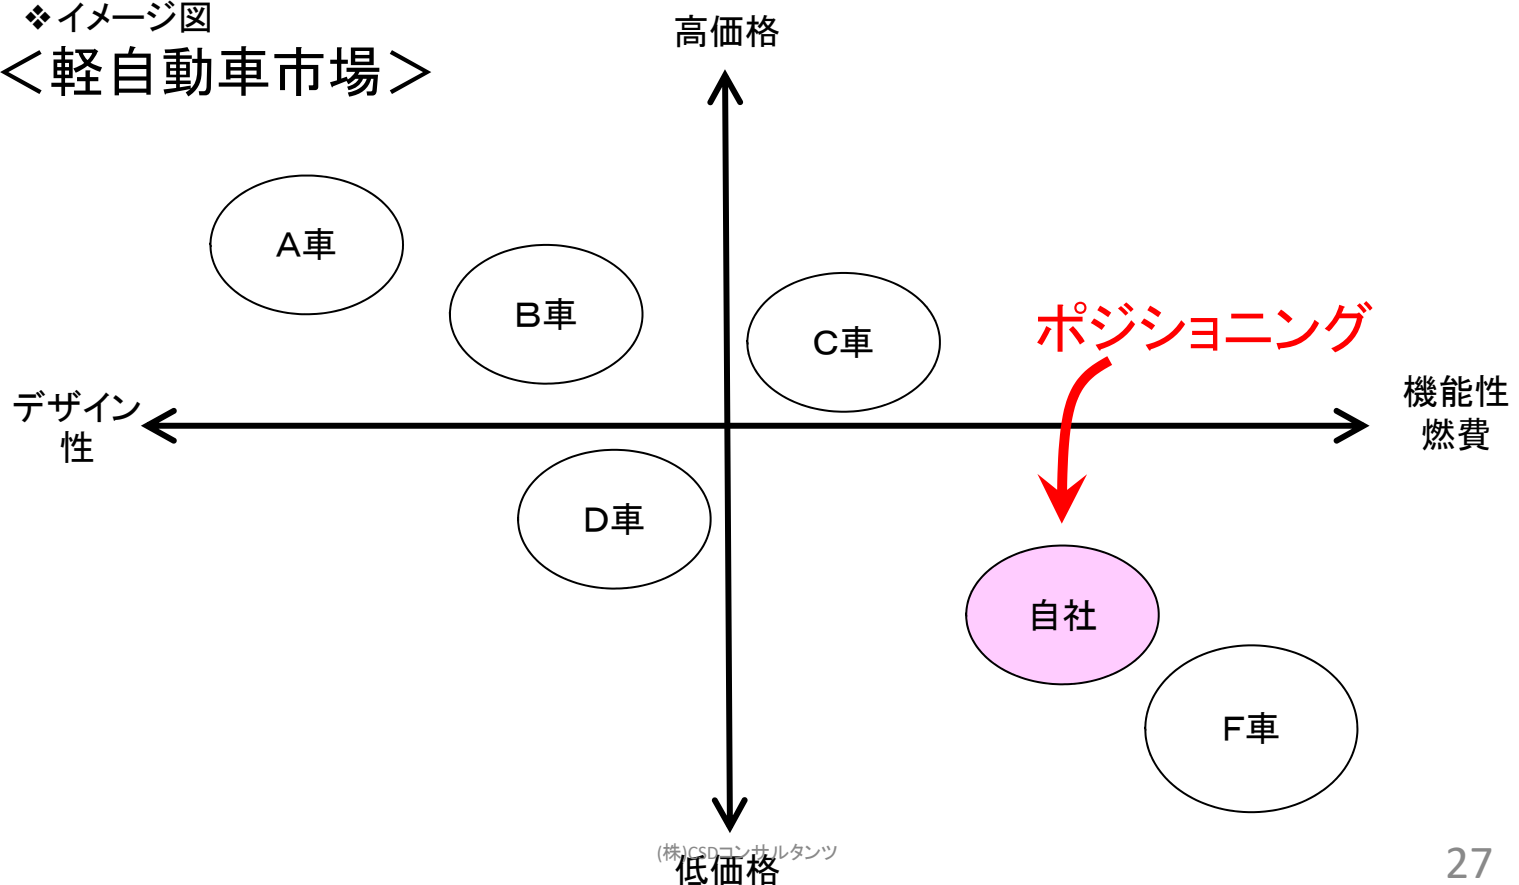 ❖イメージ図
＜軽自動車市場＞
高価格
Ａ車
Ｂ車
Ｃ車
ポジショニング
デザイン
性
機能性
燃費
Ｄ車
自社
Ｆ車
(株)CSDコンサルタンツ
低価格
27